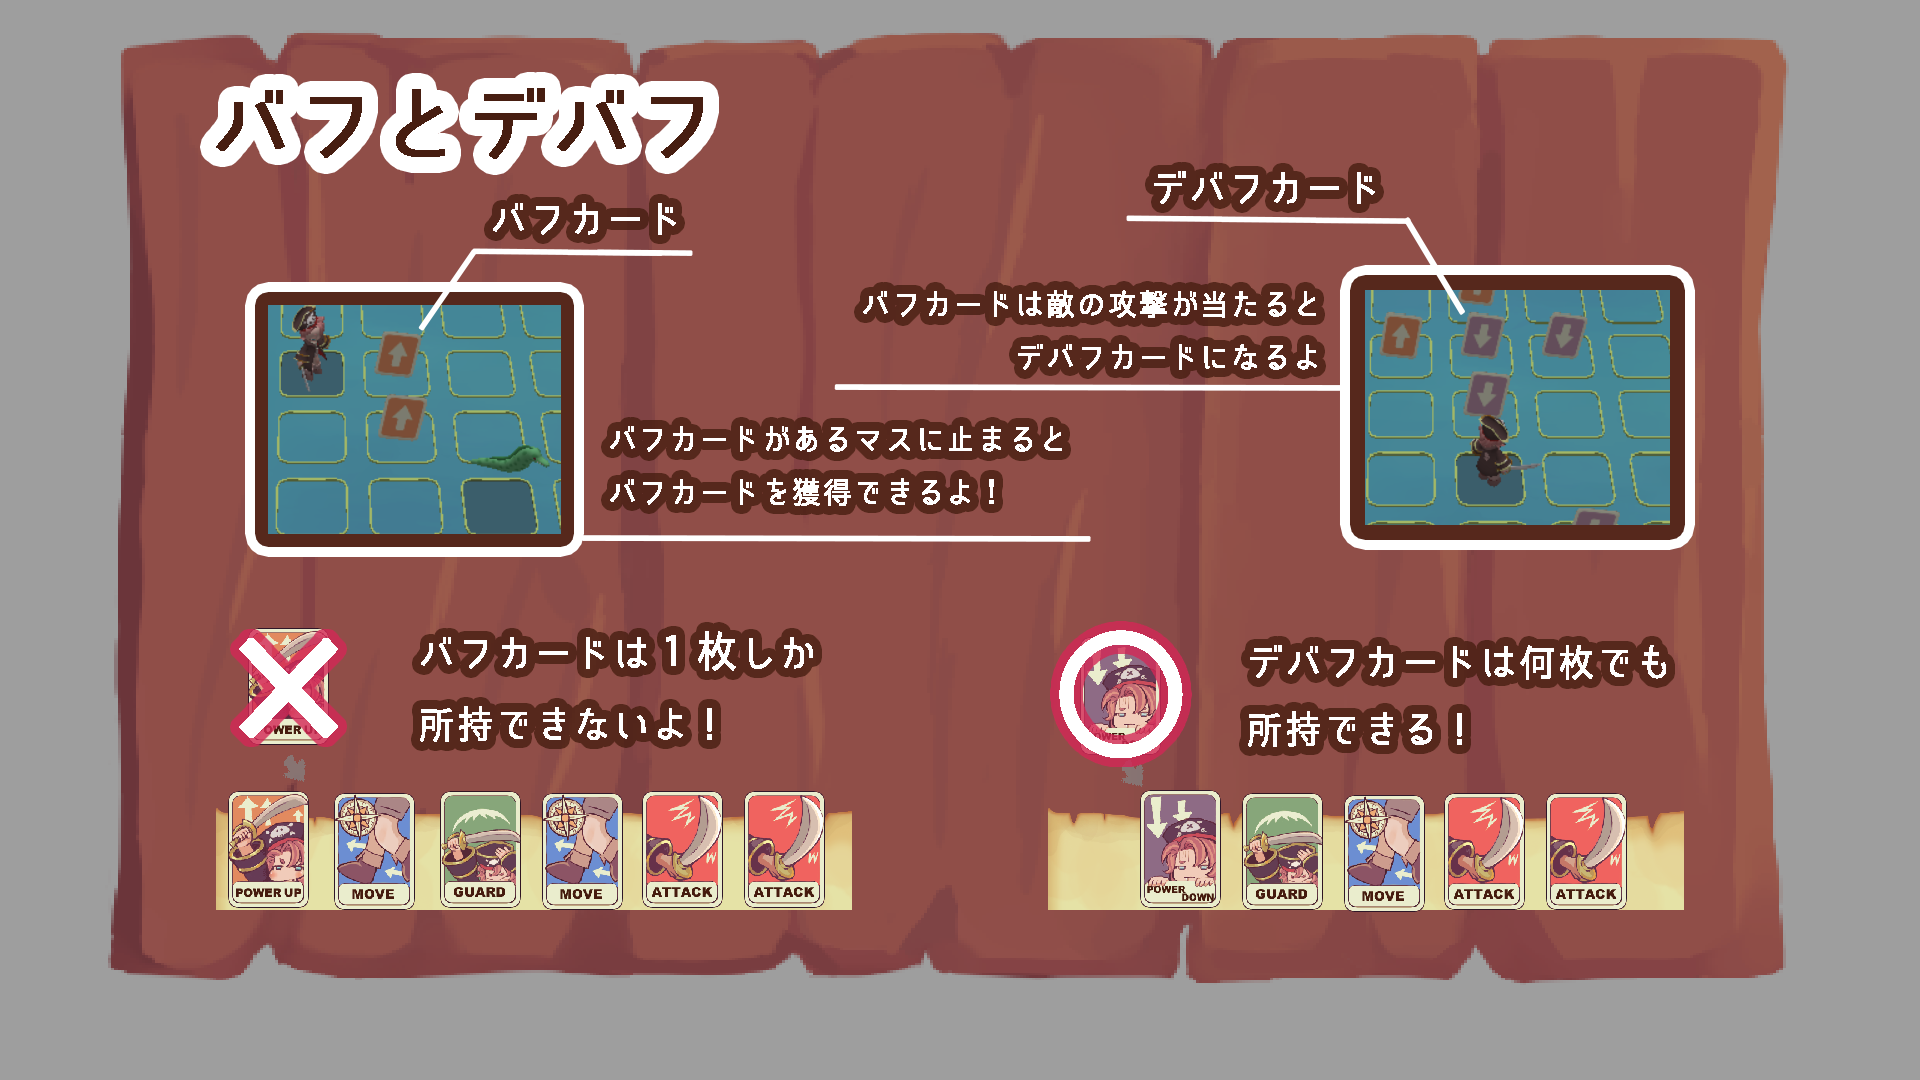 バフとデバフ
バフカード
デバフカード
バフカードは敵の攻撃が当たると
デバフカードになるよ
バフカードがあるマスに止まると
バフカードを獲得できるよ！
バフカードは1枚しか
所持できないよ！
デバフカードは何枚でも
所持できる！
POWER UP
MOVE
GUARD
MOVE
ATTACK
ATTACK
POWER
DOWN
GUARD
MOVE
ATTACK
ATTACK